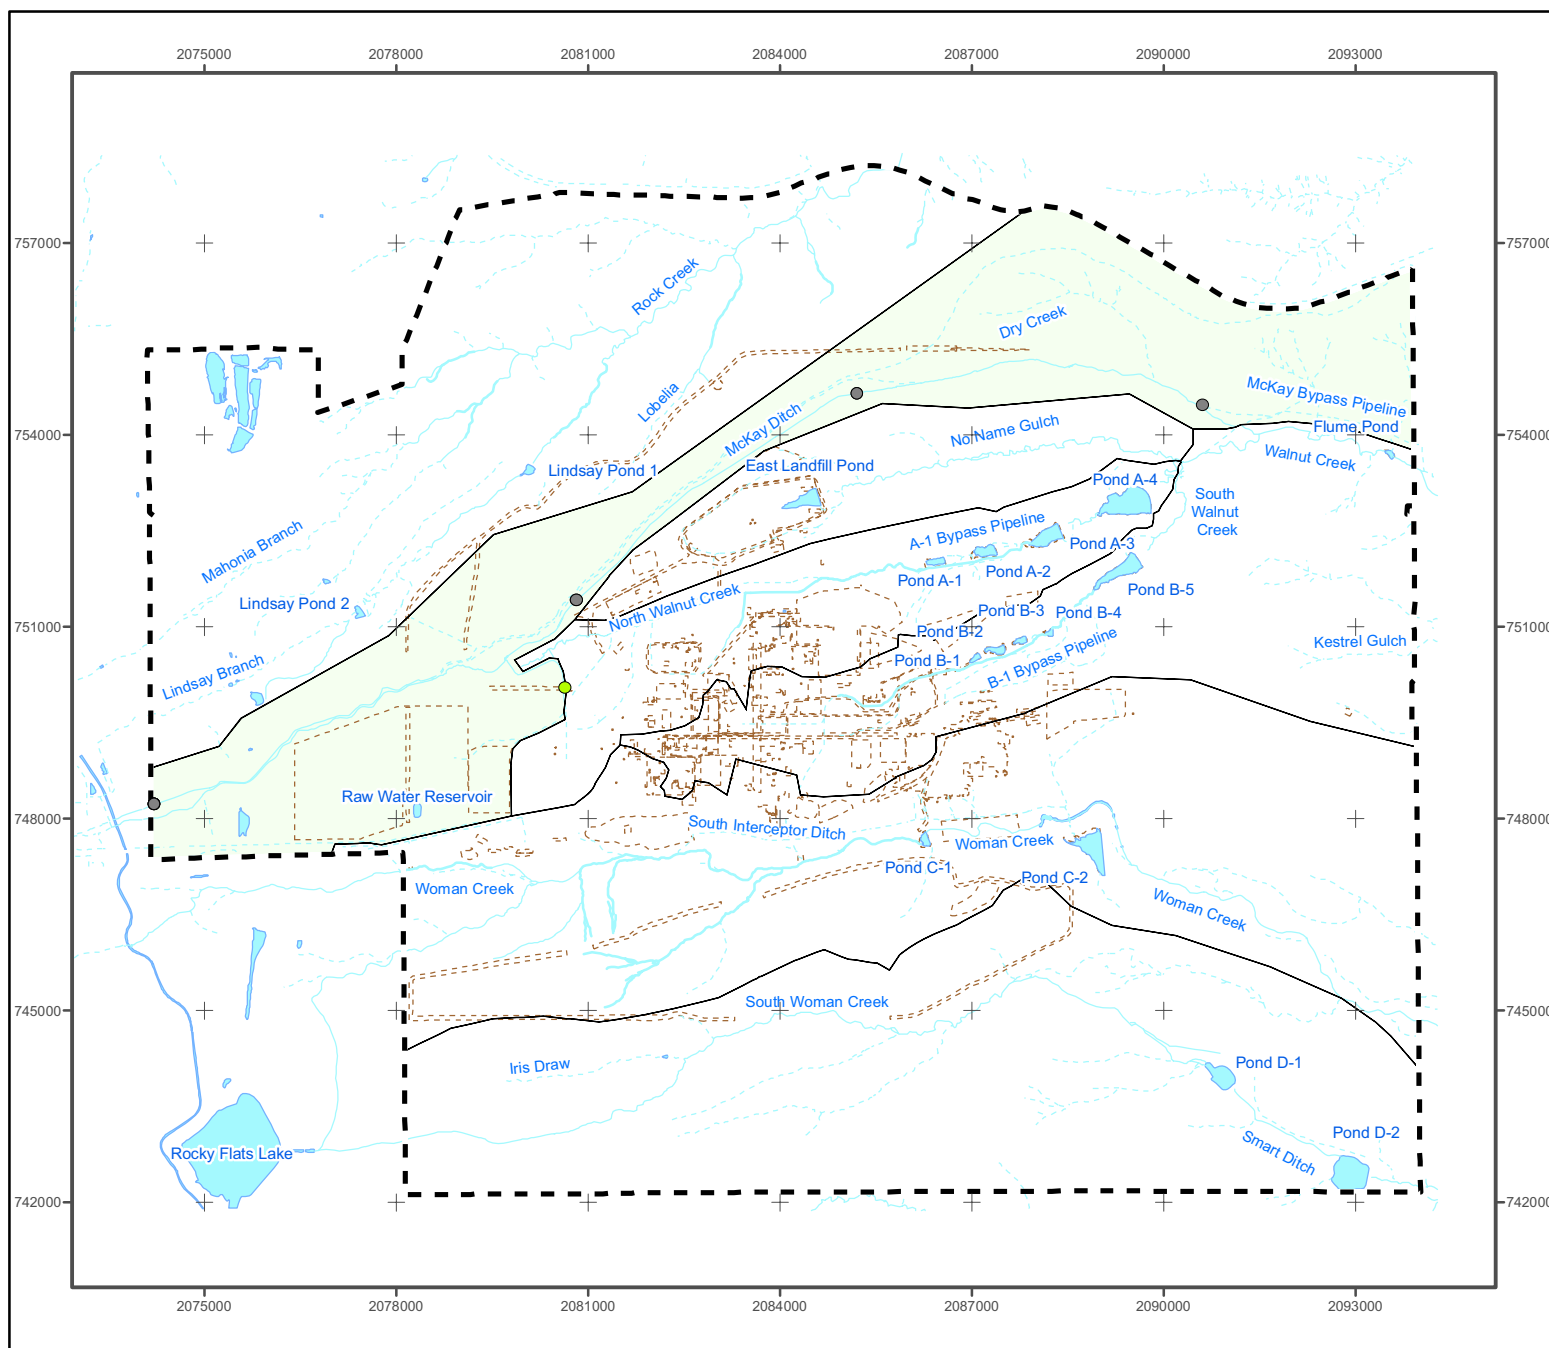 2075000 2078000 2081000 2084000 2087000 2090000 2093000
757000 757000
Rock Creek
Dry Creek
McKay Bypass Pipeline
Lobelia
McKay Ditch
Flume Pond
No Name Gulch
Walnut Creek
754000 754000
Lindsay Pond 1
East Landfill Pond
Pond A-4
South
Walnut
Creek
Mahonia Branch
A-1 Bypass Pipeline
Pond A-3
Pond A-2
Pond A-1
Pond B-5
Lindsay Pond 2
North Walnut Creek
Pond B-3
Pond B-4
751000 751000
Pond B-2
Kestrel Gulch
Lindsay Branch
Pond B-1
B-1 Bypass Pipeline
Raw Water Reservoir
748000 748000
South Interceptor Ditch
Woman Creek
Pond C-1
Pond C-2
Woman Creek
Woman Creek
South Woman Creek
745000 745000
Iris Draw
Pond D-1
Pond D-2
Rocky Flats Lake
Smart Ditch
742000 742000
2075000 2078000 2081000 2084000 2087000 2090000 2093000